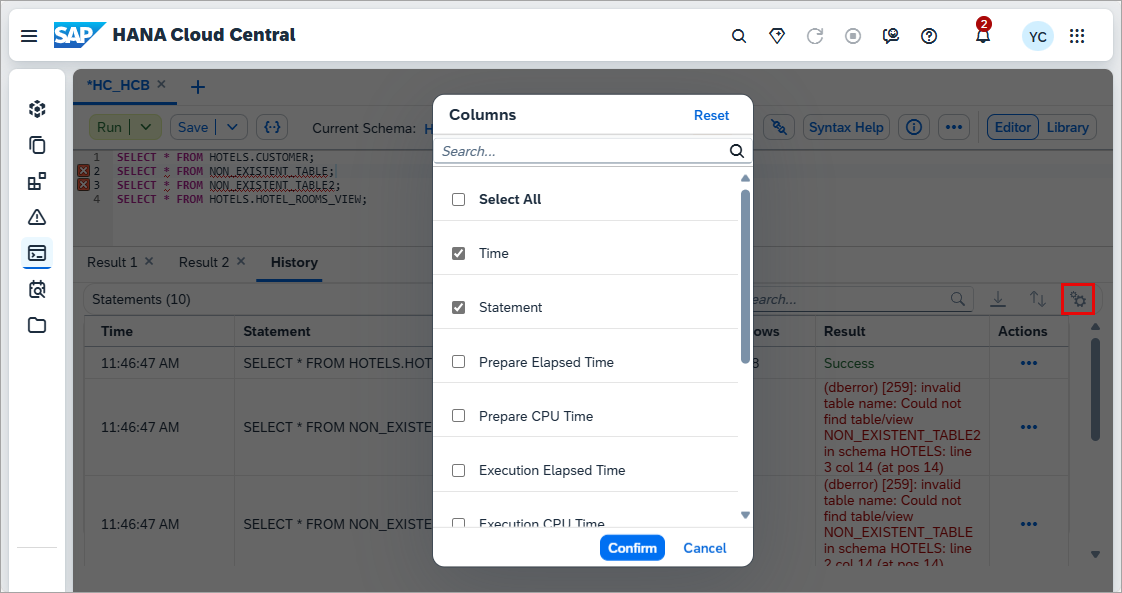 SAP HANA Cloud Central
2
YC
*HC_HCB
Run Save Current Schema: H Syntax Help Editor Library
1 SELECT * FROM HOTELS.CUSTOMER;
2 SELECT * FROM NON_EXISTENT_TABLE;
3 SELECT * FROM NON_EXISTENT_TABLE2;
4 SELECT * FROM HOTELS.HOTEL_ROOMS_VIEW;
Result 1 Result 2 History
Statements (10)
earch...
Time Statement ows Result Actions
11:46:47 AM SELECT * FROM HOTELS.HOT Success
11:46:47 AM SELECT * FROM NON_EXISTE
(dberror) [259]: invalid
table name: Could not
find table/view
NON_EXISTENT_TABLE2
in schema HOTELS: line
3 col 14 (at pos 14)
11:46:47 AM SELECT * FROM NON_EXISTE
(dberror) [259]: invalid
table name: Could not
find table/view
NON_EXISTENT_TABLE
in schema HOTELS: line
2 col 14 (at pos 14)
Columns Reset
Search...
Select All
Time
Statement
Prepare Elapsed Time
Prepare CPU Time
Execution Elapsed Time
Execution CPU Time
Confirm Cancel